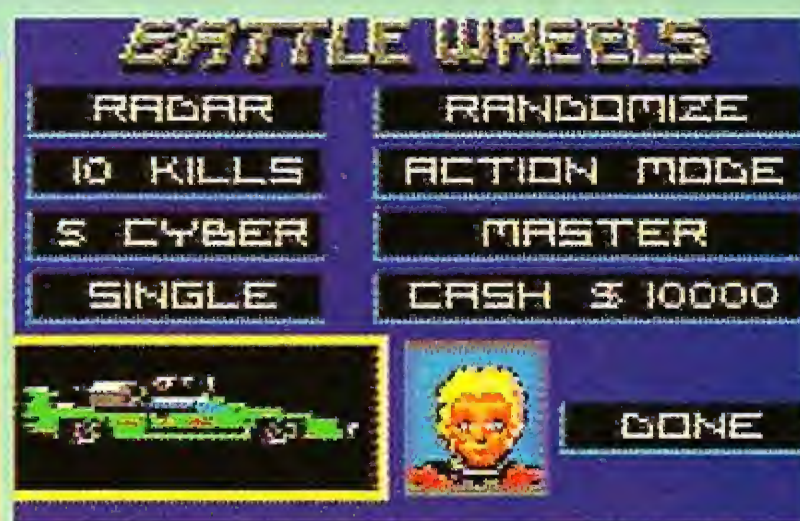 BATTLE WHEELS
RADAR
RANDOMIZE
10 KILLS
ACTION MODE
5 CYBER
MASTER
SINGLE
CASH $ 10000
DONE